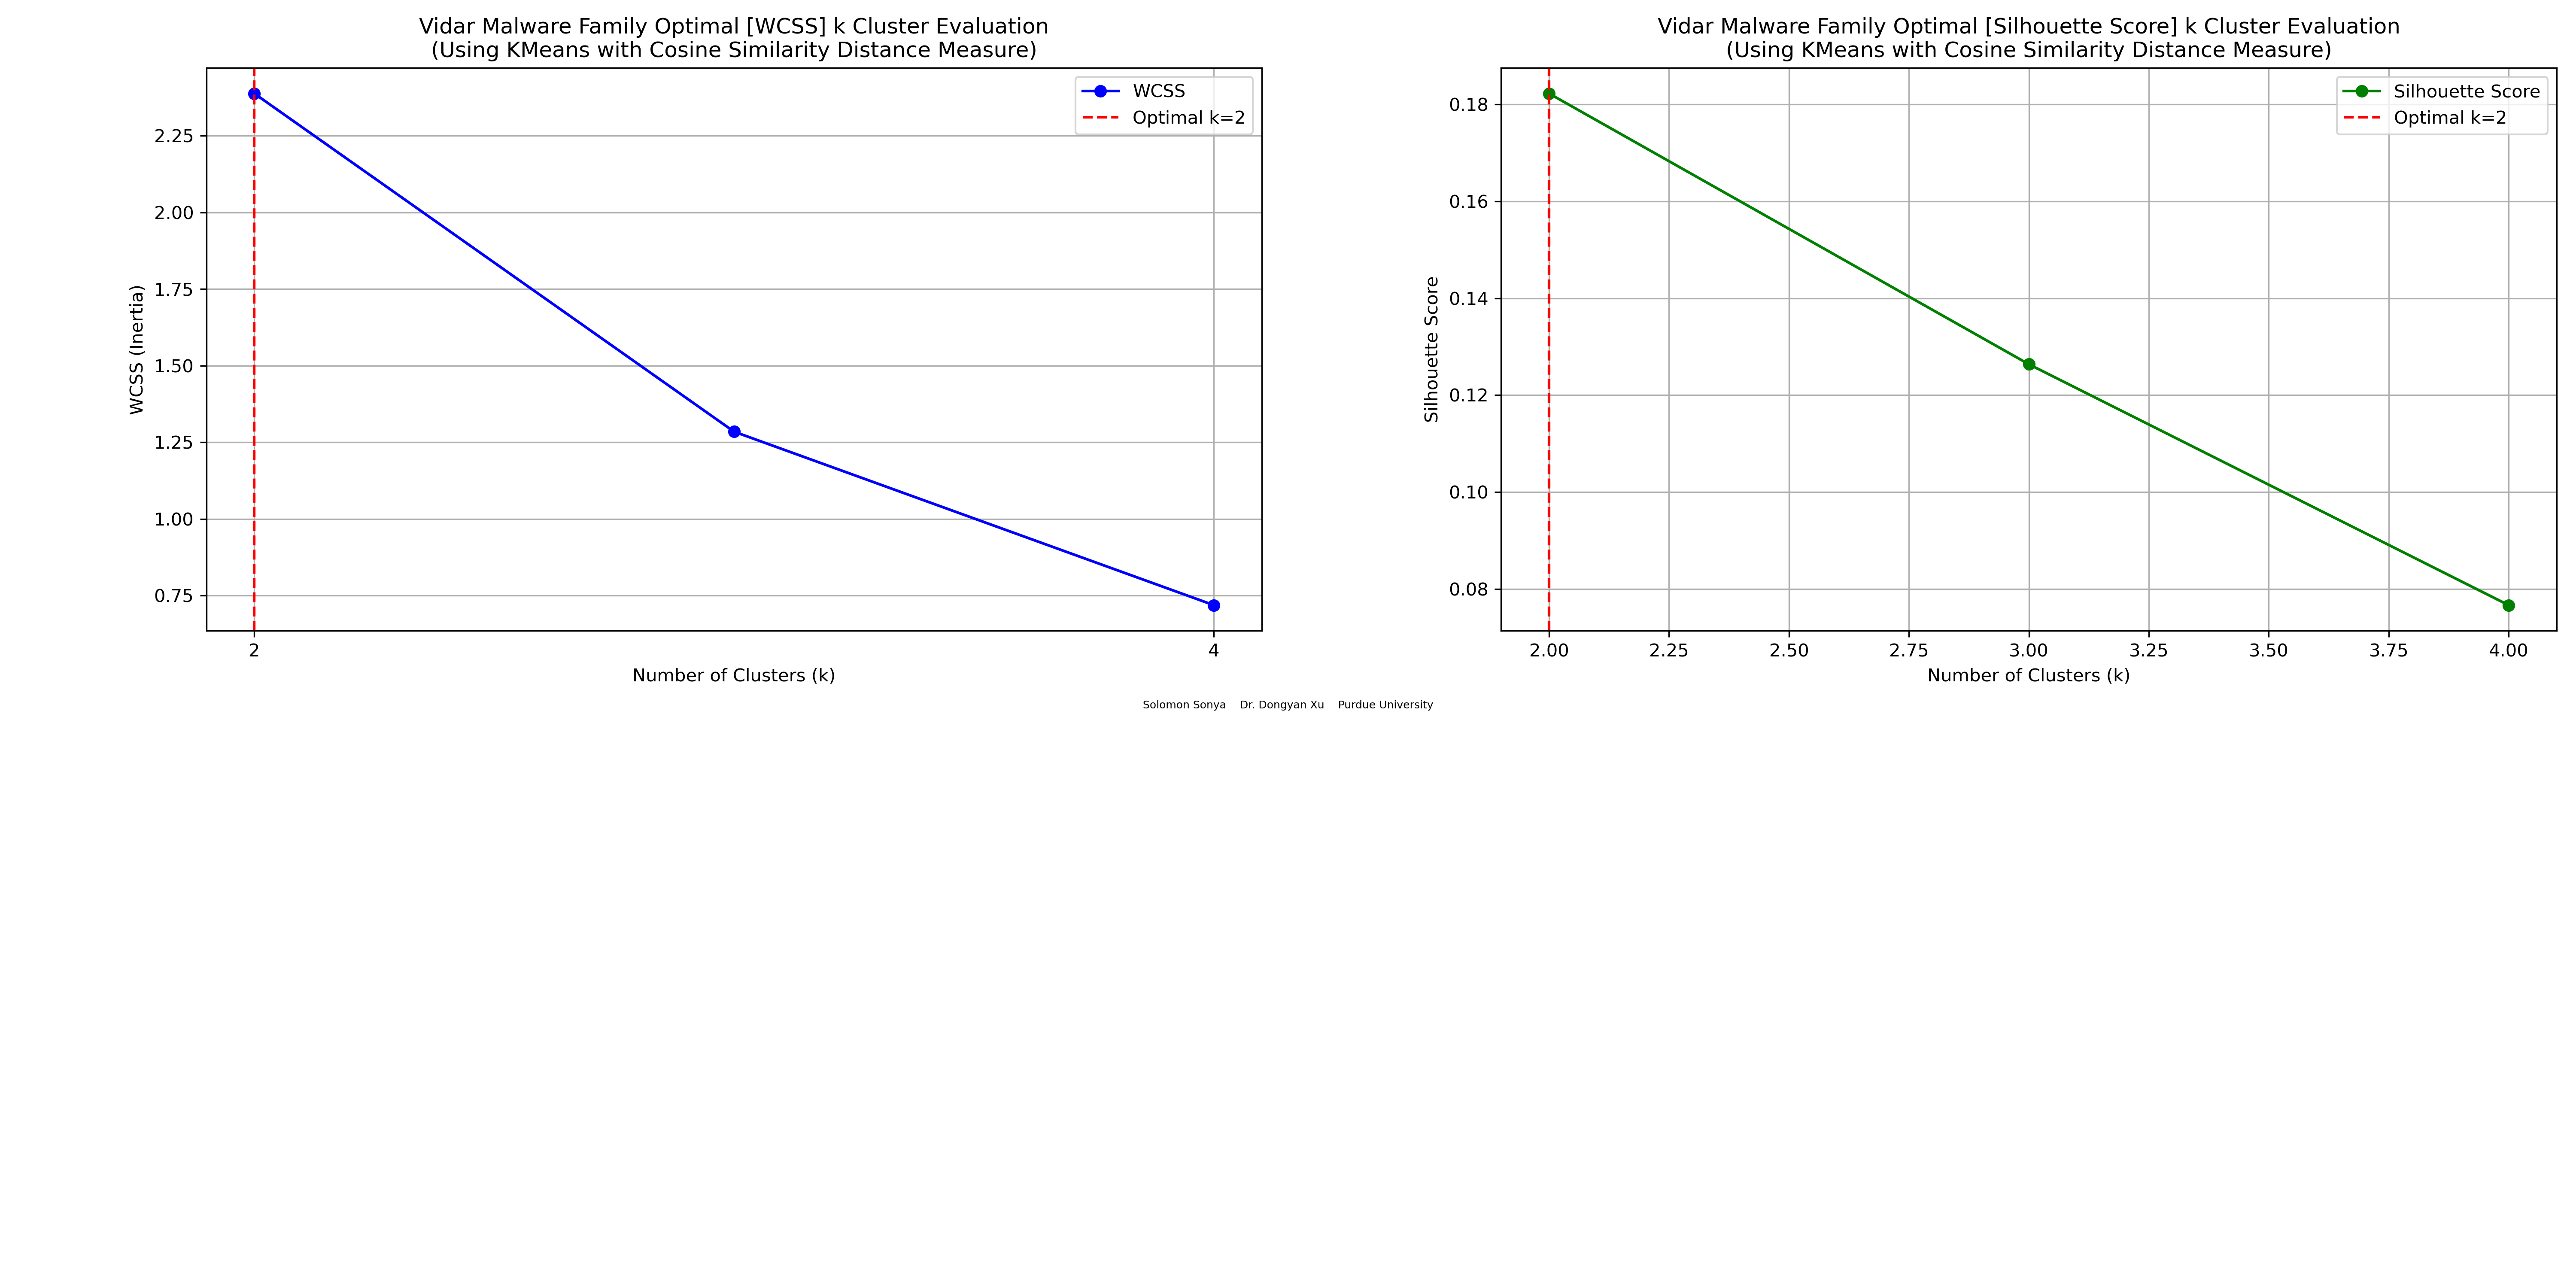 Vidar Malware Family Optimal [WCSS] k Cluster Evaluation
(Using KMeans with Cosine Similarity Distance Measure)
WCSS
Optimal k=2
WCSS (Inertia)
2.25
2.00
1.75
1.50
1.25
1.00
0.75
2
4
Number of Clusters (k)
Vidar Malware Family Optimal [Silhouette Score] k Cluster Evaluation
(Using KMeans with Cosine Similarity Distance Measure)
Silhouette Score
Optimal k=2
Silhouette Score
0.18
0.16
0.14
0.12
0.10
0.08
2.00 2.25 2.50 2.75 3.00 3.25 3.50 3.75 4.00
Number of Clusters (k)
Solomon Sonya Dr. Dongyan Xu Purdue University